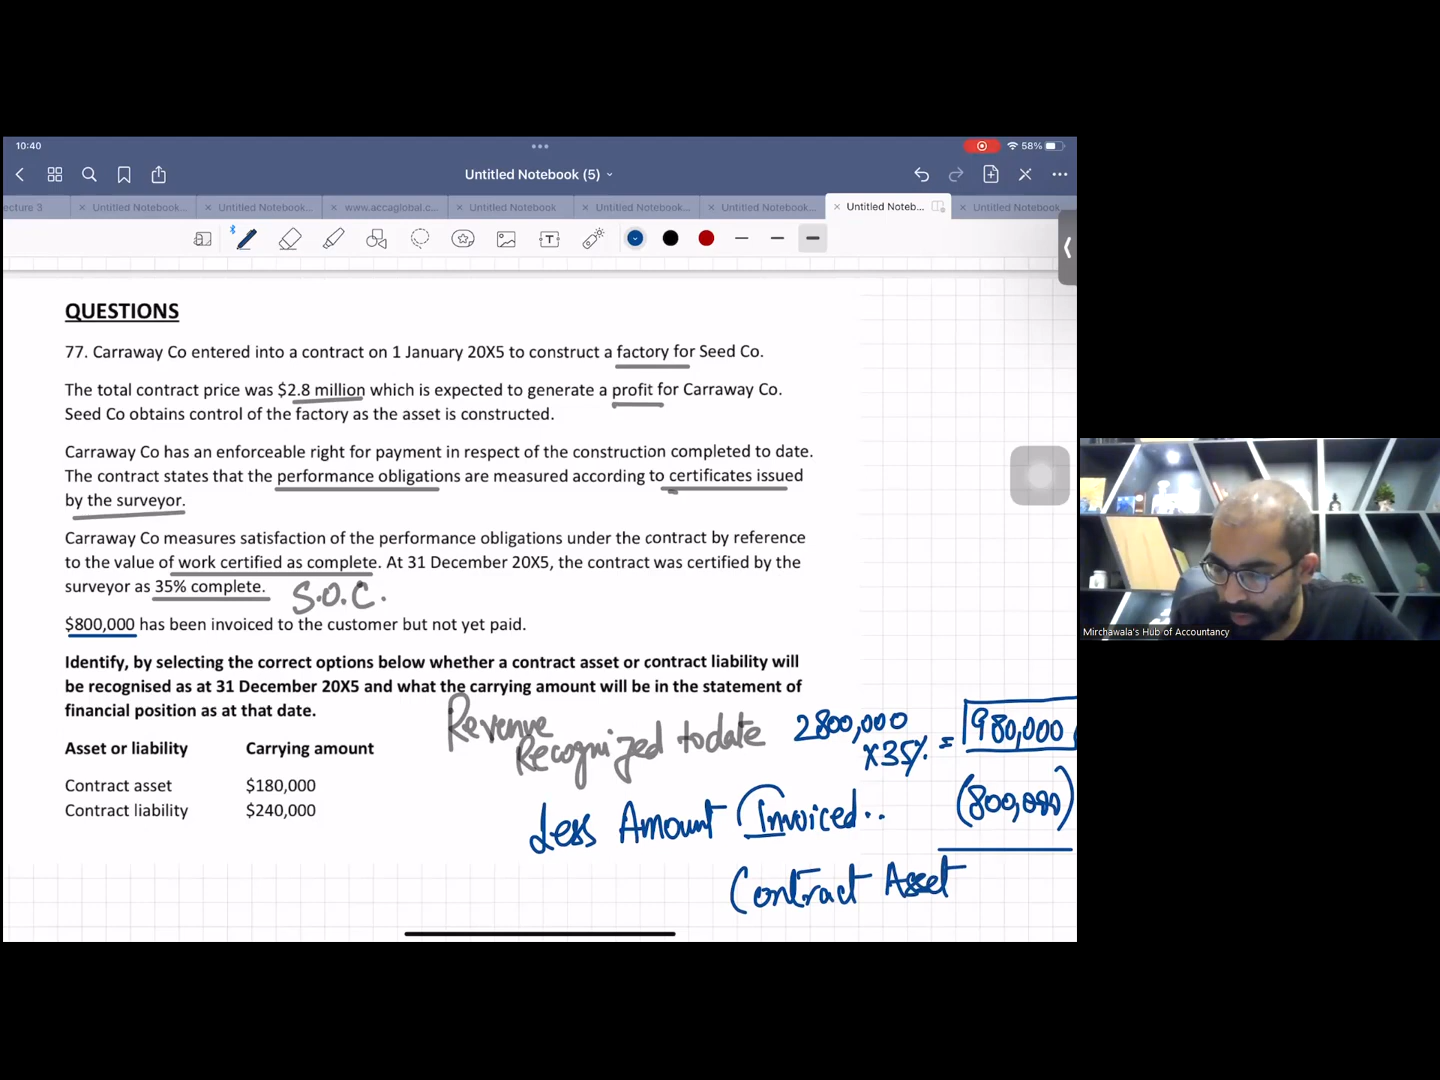 10:40
58%
Untitled Notebook (5)
ecture 3
Untitled Notebook...
Untitled Notebook...
www.accaglobal.c...
Untitled Notebook
Untitled Notebook...
Untitled Notebook...
Untitled Noteb...
Untitled Notebook
QUESTIONS
77. Carraway Co entered into a contract on 1 January 20X5 to construct a factory for Seed Co.
The total contract price was $2.8 million which is expected to generate a profit for Carraway Co.
Seed Co obtains control of the factory as the asset is constructed.
Carraway Co has an enforceable right for payment in respect of the construction completed to date.
The contract states that the performance obligations are measured according to certificates issued
by the surveyor.
Carraway Co measures satisfaction of the performance obligations under the contract by reference
to the value of work certified as complete. At 31 December 20X5, the contract was certified by the
surveyor as 35% complete.
S.O.C.
$800,000 has been invoiced to the customer but not yet paid.
Identify, by selecting the correct options below whether a contract asset or contract liability will
be recognised as at 31 December 20X5 and what the carrying amount will be in the statement of
financial position as at that date.
Revenue
Recognized to date
2800,000
x35% = 980,000
Asset or liability Carrying amount
Contract asset $180,000
Contract liability $240,000
Less Amount Invoiced.. (800,000)
Contract Asset
Mirchawala's Hub of Accountancy